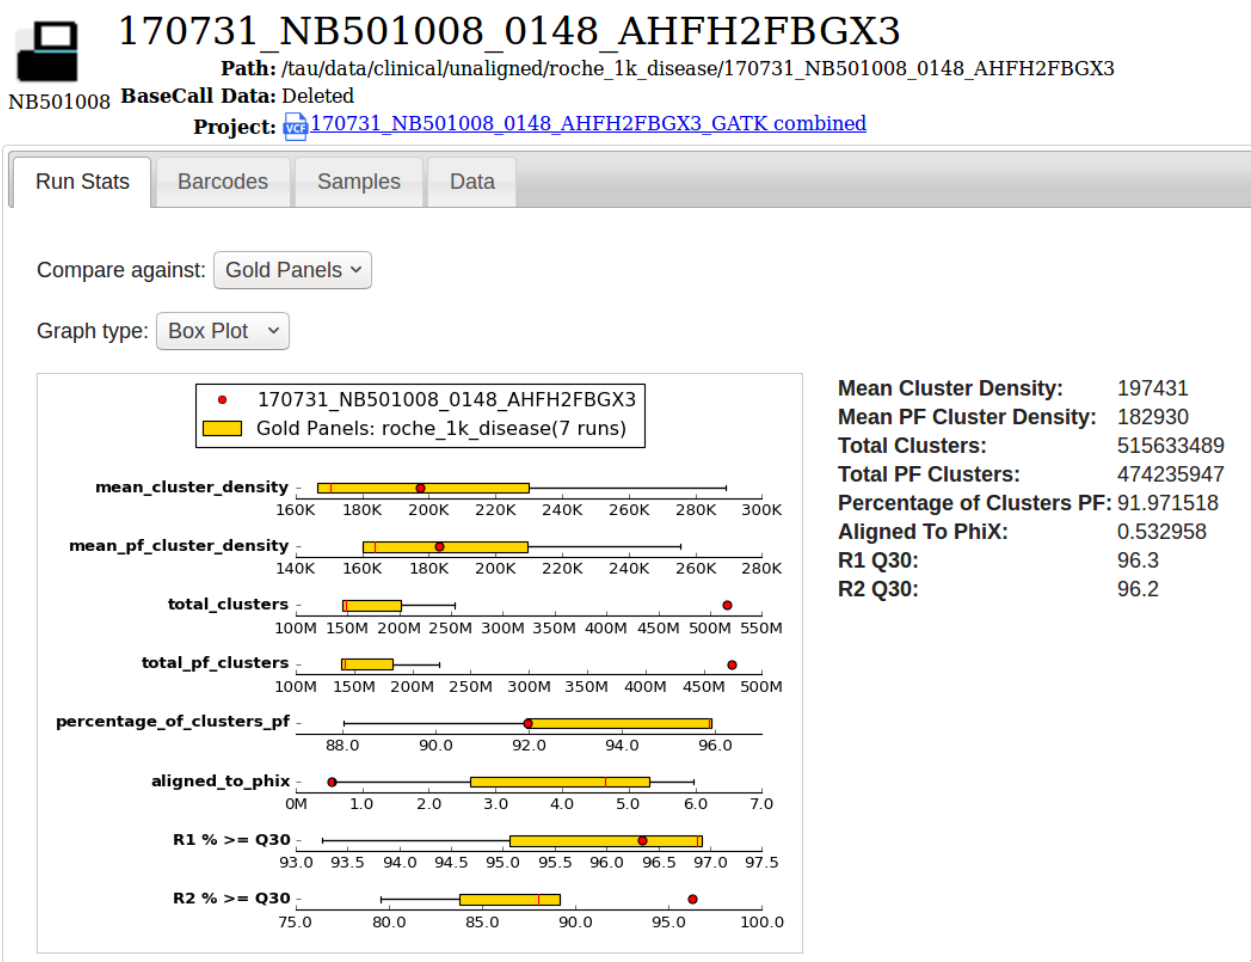 170731_NB501008_0148_AHFH2FBGX3
Path: /tau/data/clinical/unaligned/roche_1k_disease/170731_NB501008_0148_AHFH2FBGX3
NB501008
BaseCall Data: Deleted
Project: VCF 170731_NB501008_0148_AHFH2FBGX3_GATK combined
Run Stats Barcodes Samples Data
Compare against: Gold Panels
Graph type: Box Plot
170731_NB501008_0148_AHFH2FBGX3
Gold Panels: roche_1k_disease(7 runs)
mean_cluster_density
160K 180K 200K 220K 240K 260K 280K 300K
mean_pf_cluster_density
140K 160K 180K 200K 220K 240K 260K 280K
total_clusters
100M 150M 200M 250M 300M 350M 400M 450M 500M 550M
total_pf_clusters
100M 150M 200M 250M 300M 350M 400M 450M 500M
percentage_of_clusters_pf
88.0 90.0 92.0 94.0 96.0
aligned_to_phix
0M 1.0 2.0 3.0 4.0 5.0 6.0 7.0
R1 % >= Q30
93.0 93.5 94.0 94.5 95.0 95.5 96.0 96.5 97.0 97.5
R2 % >= Q30
75.0 80.0 85.0 90.0 95.0 100.0
Mean Cluster Density: 197431
Mean PF Cluster Density: 182930
Total Clusters: 515633489
Total PF Clusters: 474235947
Percentage of Clusters PF: 91.971518
Aligned To PhiX: 0.532958
R1 Q30: 96.3
R2 Q30: 96.2